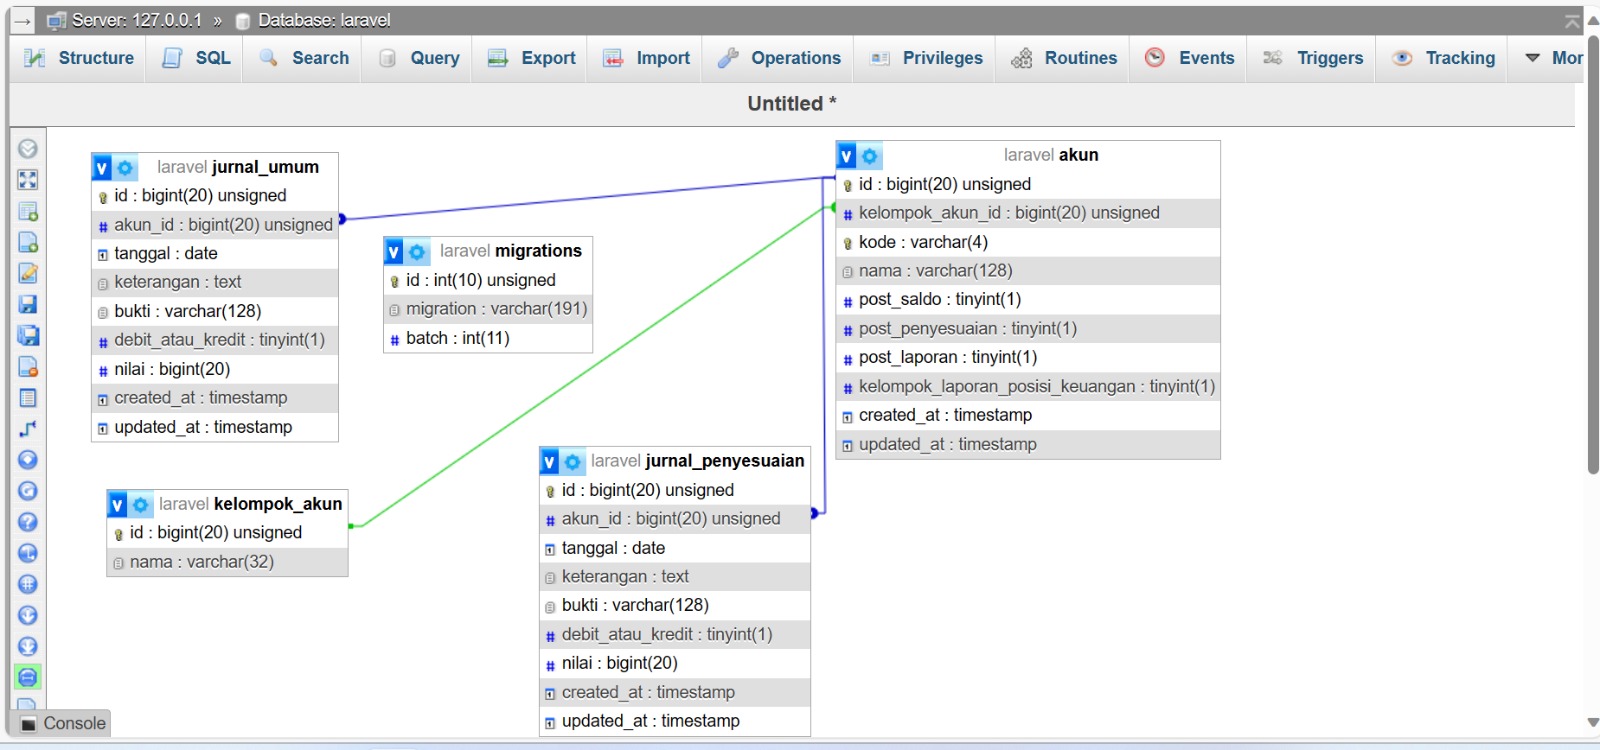 Server: 127.0.0.1 » Database: laravel
Structure SQL Search Query Export Import Operations Privileges Routines Events Triggers Tracking Mor
Untitled *
laravel jurnal_umum
id : bigint(20) unsigned
akun_id : bigint(20) unsigned
tanggal : date
keterangan : text
bukti : varchar(128)
debit_atau_kredit : tinyint(1)
nilai : bigint(20)
created_at : timestamp
updated_at : timestamp
laravel migrations
id : int(10) unsigned
migration : varchar(191)
batch : int(11)
laravel akun
id : bigint(20) unsigned
kelompok_akun_id : bigint(20) unsigned
kode : varchar(4)
nama : varchar(128)
post_saldo : tinyint(1)
post_penyesuaian : tinyint(1)
post_laporan : tinyint(1)
kelompok_laporan_posisi_keuangan : tinyint(1)
created_at : timestamp
updated_at : timestamp
laravel kelompok_akun
id : bigint(20) unsigned
nama : varchar(32)
laravel jurnal_penyesuaian
id : bigint(20) unsigned
akun_id : bigint(20) unsigned
tanggal : date
keterangan : text
bukti : varchar(128)
debit_atau_kredit : tinyint(1)
nilai : bigint(20)
created_at : timestamp
updated_at : timestamp
Console